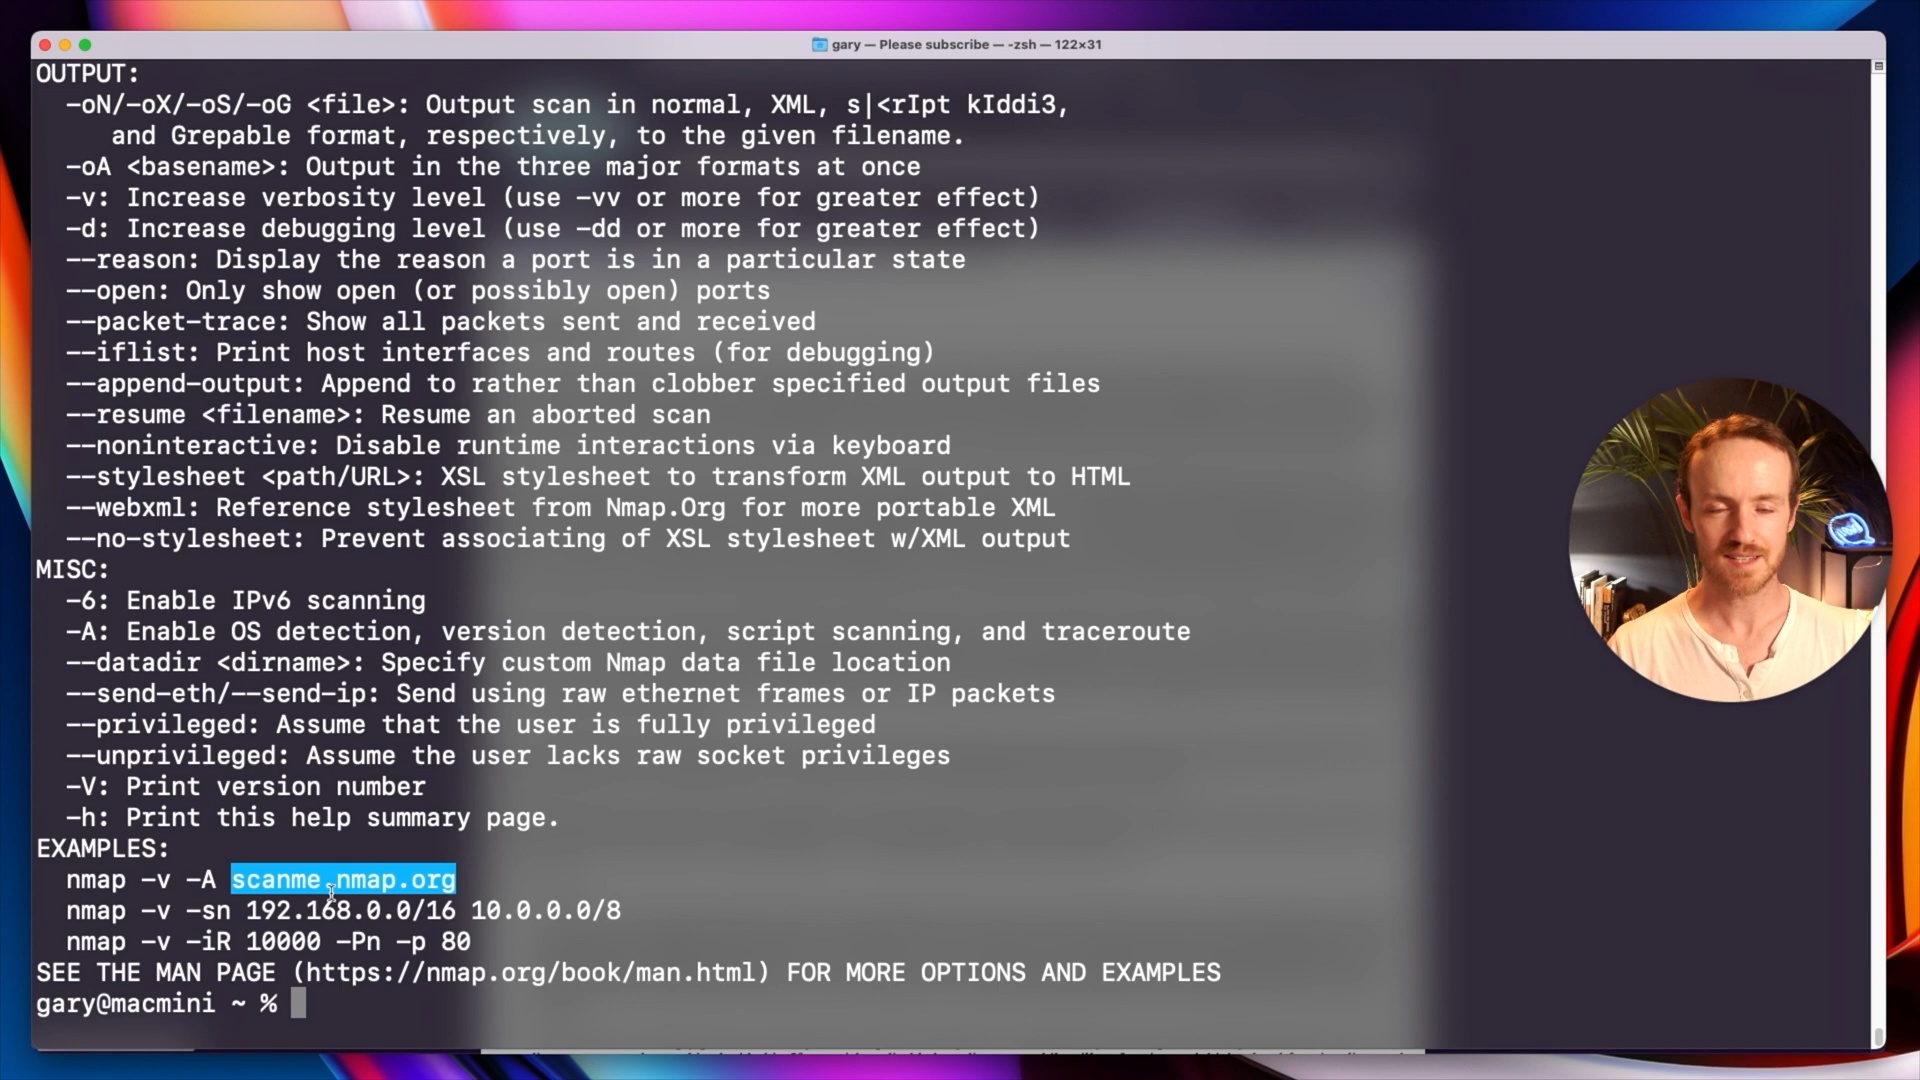 gary — Please subscribe — -zsh — 122×31
OUTPUT:
-oN/-oX/-oS/-oG <file>: Output scan in normal, XML, s|<rIpt kIddi3,
and Grepable format, respectively, to the given filename.
-oA <basename>: Output in the three major formats at once
-v: Increase verbosity level (use -vv or more for greater effect)
-d: Increase debugging level (use -dd or more for greater effect)
--reason: Display the reason a port is in a particular state
--open: Only show open (or possibly open) ports
--packet-trace: Show all packets sent and received
--iflist: Print host interfaces and routes (for debugging)
--append-output: Append to rather than clobber specified output files
--resume <filename>: Resume an aborted scan
--noninteractive: Disable runtime interactions via keyboard
--stylesheet <path/URL>: XSL stylesheet to transform XML output to HTML
--webxml: Reference stylesheet from Nmap.Org for more portable XML
--no-stylesheet: Prevent associating of XSL stylesheet w/XML output
MISC:
-6: Enable IPv6 scanning
-A: Enable OS detection, version detection, script scanning, and traceroute
--datadir <dirname>: Specify custom Nmap data file location
--send-eth/--send-ip: Send using raw ethernet frames or IP packets
--privileged: Assume that the user is fully privileged
--unprivileged: Assume the user lacks raw socket privileges
-V: Print version number
-h: Print this help summary page.
EXAMPLES:
nmap -v -A scanme.nmap.org
nmap -v -sn 192.168.0.0/16 10.0.0.0/8
nmap -v -iR 10000 -Pn -p 80
SEE THE MAN PAGE (https://nmap.org/book/man.html) FOR MORE OPTIONS AND EXAMPLES
gary@macmini ~ %